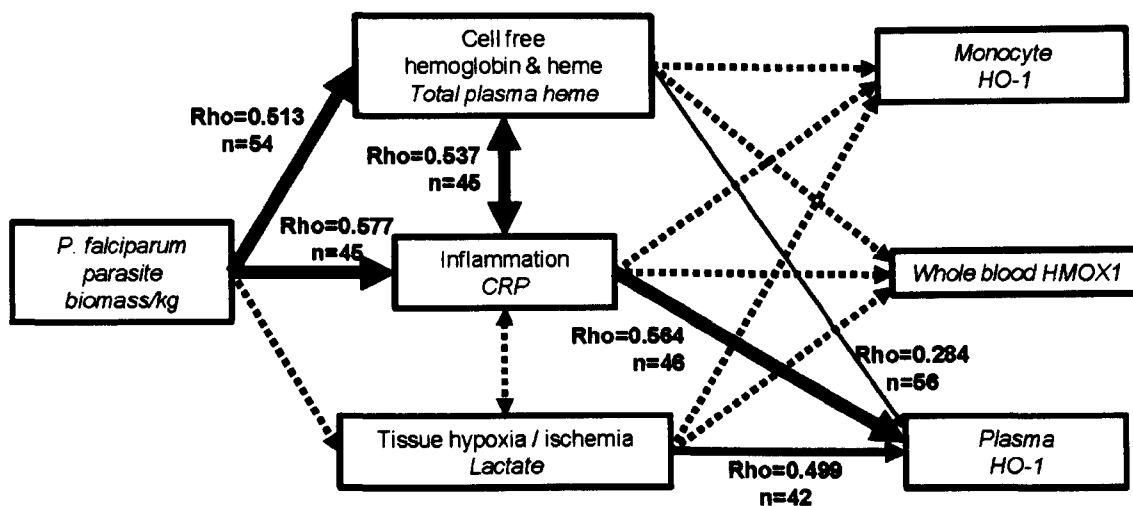 Cell free
hemoglobin & heme
Total plasma heme
Monocyte
HO-1
Rho=0.513
n=54
Rho=0.537
n=45
P. falciparum
parasite
biomass/kg
Rho=0.577
n=45
Inflammation
CRP
Whole blood HMOX1
Rho=0.564
n=46
Rho=0.284
n=56
Tissue hypoxia / ischemia
Lactate
Rho=0.499
n=42
Plasma
HO-1